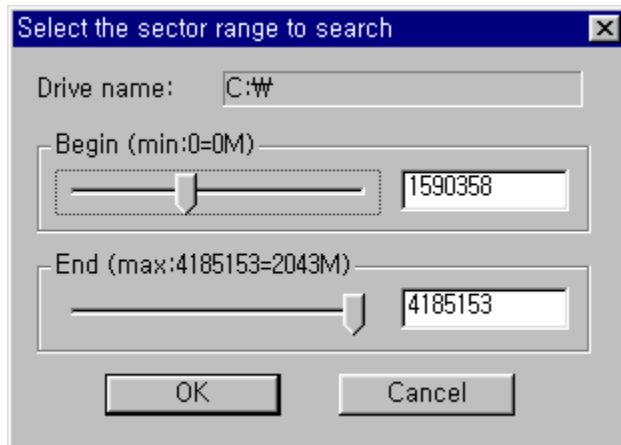 Select the sector range to search
Drive name: C:₩
Begin (min:0=0M)
1590358
End (max:4185153=2043M)
4185153
OK Cancel